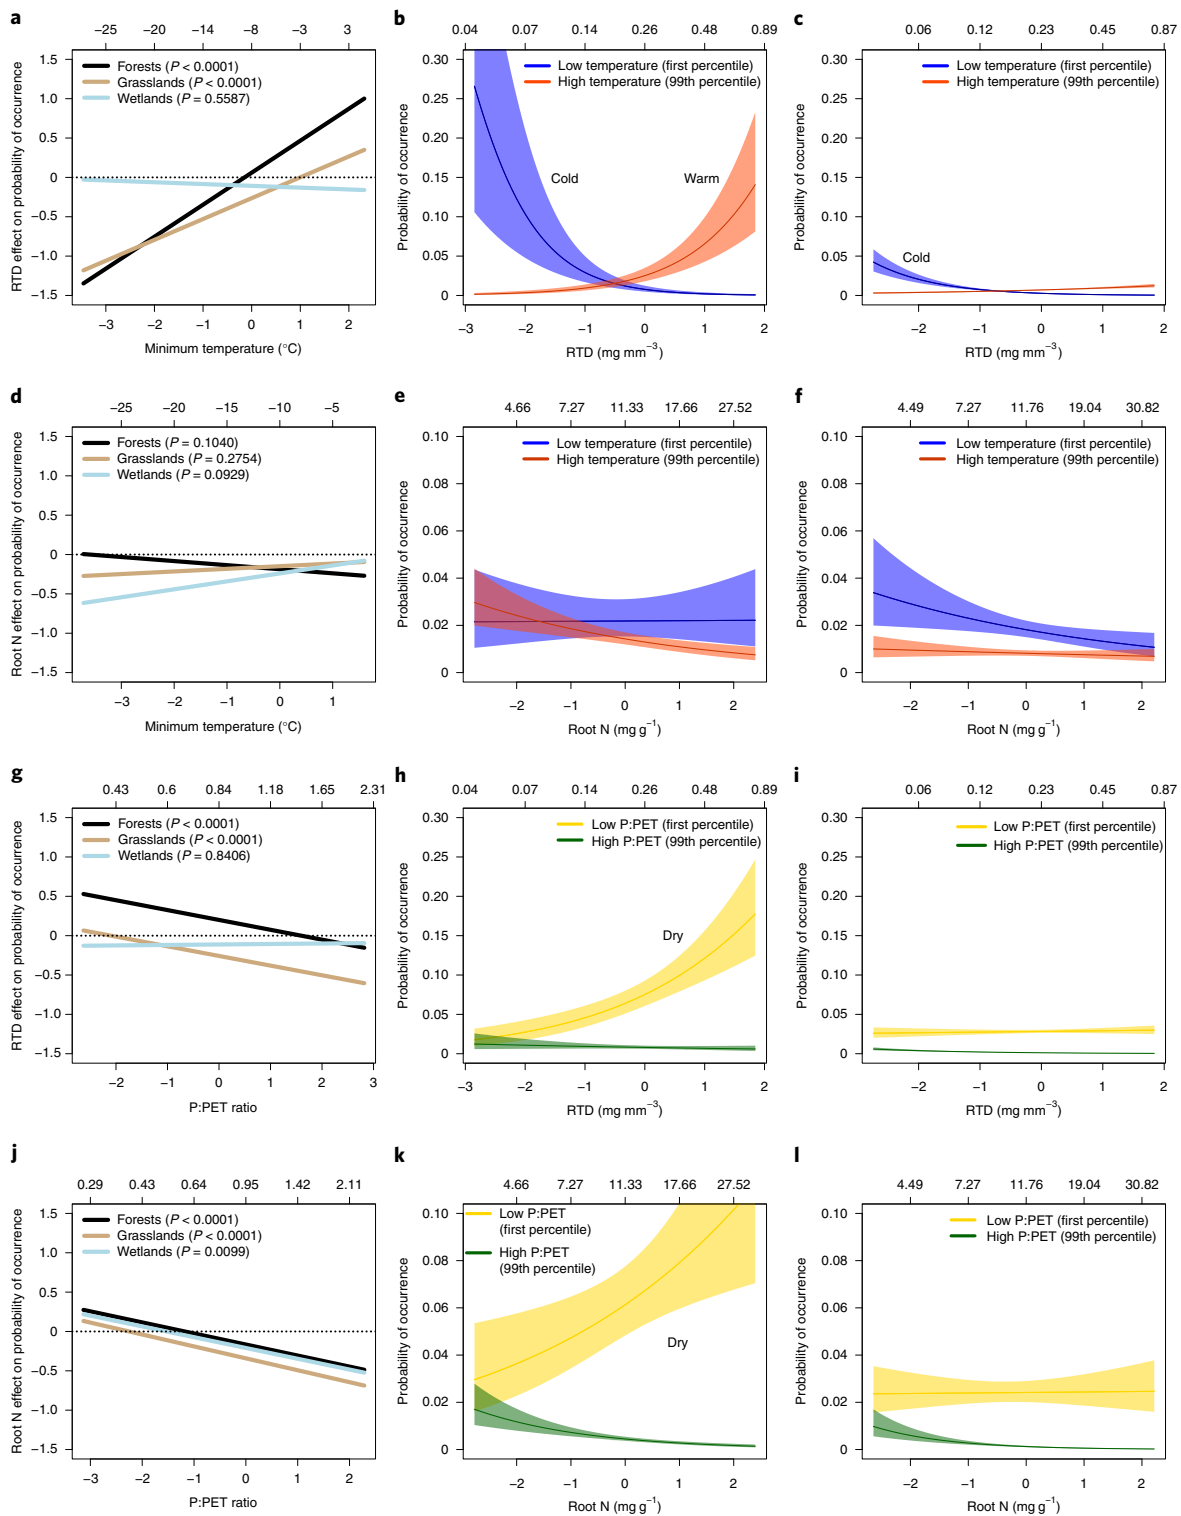 a
−25 −20 −14 −8 −3 3
1.5
1.0
0.5
0
−0.5
−1.0
−1.5
RTD effect on probability of occurrence
Forests (P < 0.0001)
Grasslands (P < 0.0001)
Wetlands (P = 0.5587)
−3 −2 −1 0 1 2
Minimum temperature (°C)
b
0.04 0.07 0.14 0.26 0.48 0.89
0.30
0.25
0.20
0.15
0.10
0.05
0
Probability of occurrence
Low temperature (first percentile)
High temperature (99th percentile)
Cold
Warm
−3 −2 −1 0 1 2
RTD (mg mm−3)
c
0.06 0.12 0.23 0.45 0.87
0.30
0.25
0.20
0.15
0.10
0.05
0
Probability of occurrence
Low temperature (first percentile)
High temperature (99th percentile)
Cold
−2 −1 0 1 2
RTD (mg mm−3)
d
−25 −20 −15 −10 −5
1.5
1.0
0.5
0
−0.5
−1.0
−1.5
Root N effect on probability of occurrence
Forests (P = 0.1040)
Grasslands (P = 0.2754)
Wetlands (P = 0.0929)
−3 −2 −1 0 1
Minimum temperature (°C)
e
4.66 7.27 11.33 17.66 27.52
0.10
0.08
0.06
0.04
0.02
0
Probability of occurrence
Low temperature (first percentile)
High temperature (99th percentile)
−2 −1 0 1 2
Root N (mg g−1)
f
4.49 7.27 11.76 19.04 30.82
0.10
0.08
0.06
0.04
0.02
0
Probability of occurrence
Low temperature (first percentile)
High temperature (99th percentile)
−2 −1 0 1 2
Root N (mg g−1)
g
0.43 0.6 0.84 1.18 1.65 2.31
1.5
1.0
0.5
0
−0.5
−1.0
−1.5
RTD effect on probability of occurrence
Forests (P < 0.0001)
Grasslands (P < 0.0001)
Wetlands (P = 0.8406)
−2 −1 0 1 2 3
P:PET ratio
h
0.04 0.07 0.14 0.26 0.48 0.89
0.30
0.25
0.20
0.15
0.10
0.05
0
Probability of occurrence
Low P:PET (first percentile)
High P:PET (99th percentile)
Dry
−3 −2 −1 0 1 2
RTD (mg mm−3)
i
0.06 0.12 0.23 0.45 0.87
0.30
0.25
0.20
0.15
0.10
0.05
0
Probability of occurrence
Low P:PET (first percentile)
High P:PET (99th percentile)
−2 −1 0 1 2
RTD (mg mm−3)
j
0.29 0.43 0.64 0.95 1.42 2.11
1.5
1.0
0.5
0
−0.5
−1.0
−1.5
Root N effect on probability of occurrence
Forests (P < 0.0001)
Grasslands (P < 0.0001)
Wetlands (P = 0.0099)
−3 −2 −1 0 1 2
P:PET ratio
k
4.66 7.27 11.33 17.66 27.52
0.10
0.08
0.06
0.04
0.02
0
Probability of occurrence
Low P:PET
(first percentile)
High P:PET
(99th percentile)
Dry
−2 −1 0 1 2
Root N (mg g−1)
l
4.49 7.27 11.76 19.04 30.82
0.10
0.08
0.06
0.04
0.02
0
Probability of occurrence
Low P:PET (first percentile)
High P:PET (99th percentile)
−2 −1 0 1 2
Root N (mg g−1)